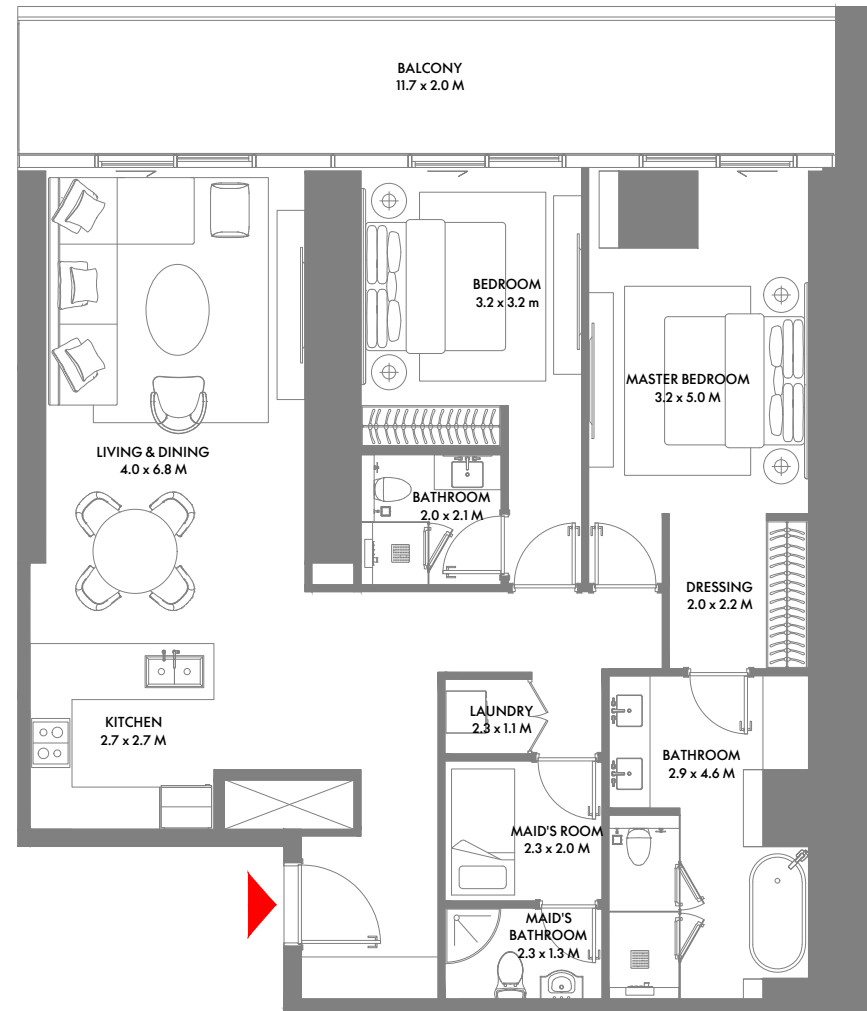 BALCONY
11.7 x 2.0 M
BEDROOM
3.2 x 3.2 m
MASTER BEDROOM
3.2 x 5.0 M
LIVING & DINING
4.0 x 6.8 M
BATHROOM
2.0 x 2.1 M
DRESSING
2.0 x 2.2 M
LAUNDRY
2.3 x 1.1 M
KITCHEN
2.7 x 2.7 M
BATHROOM
2.9 x 4.6 M
MAID'S ROOM
2.3 x 2.0 M
MAID'S
BATHROOM
2.3 x 1.3 M